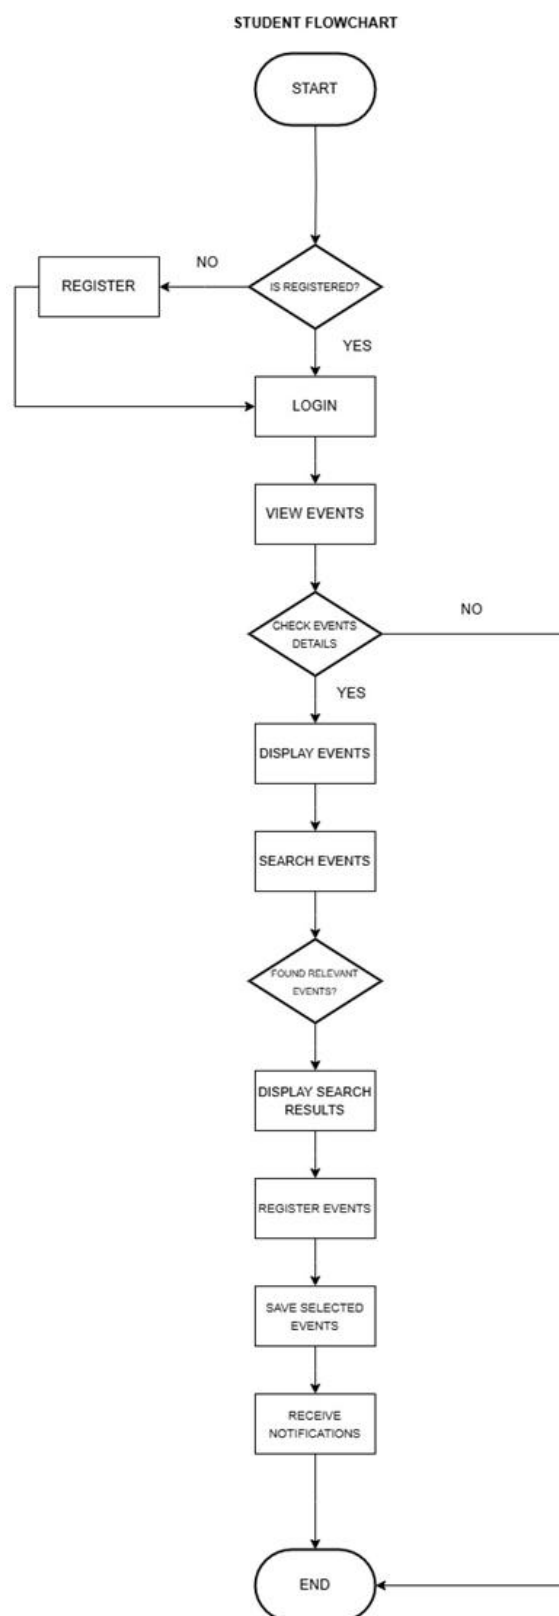 STUDENT FLOWCHART
START
NO
REGISTER
IS REGISTERED?
YES
LOGIN
VIEW EVENTS
NO
CHECK EVENTS
DETAILS
YES
DISPLAY EVENTS
SEARCH EVENTS
FOUND RELEVANT
EVENTS?
DISPLAY SEARCH
RESULTS
REGISTER EVENTS
SAVE SELECTED
EVENTS
RECEIVE
NOTIFICATIONS
END